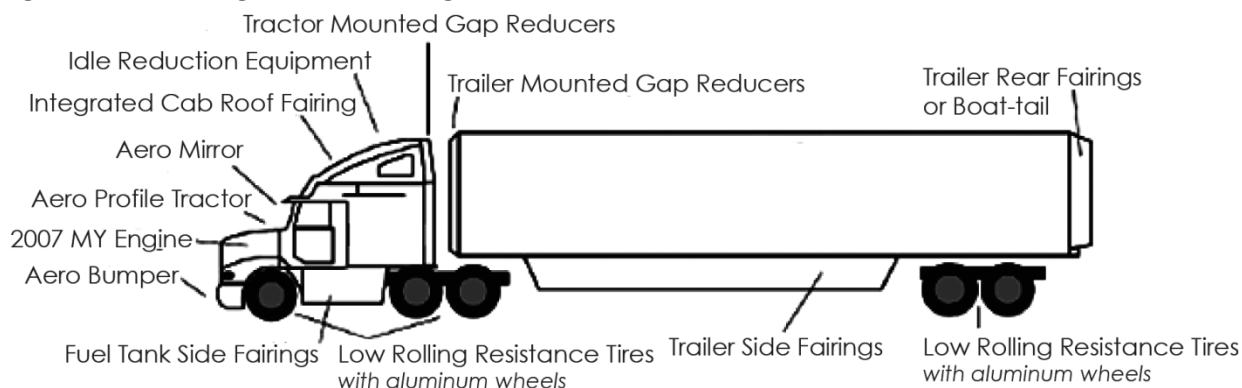 Tractor Mounted Gap Reducers
Idle Reduction Equipment
Integrated Cab Roof Fairing
Aero Mirror
Aero Profile Tractor
2007 MY Engine
Aero Bumper
Trailer Mounted Gap Reducers
Trailer Rear Fairings
or Boat-tail
Fuel Tank Side Fairings
Low Rolling Resistance Tires
with aluminum wheels
Trailer Side Fairings
Low Rolling Resistance Tires
with aluminum wheels